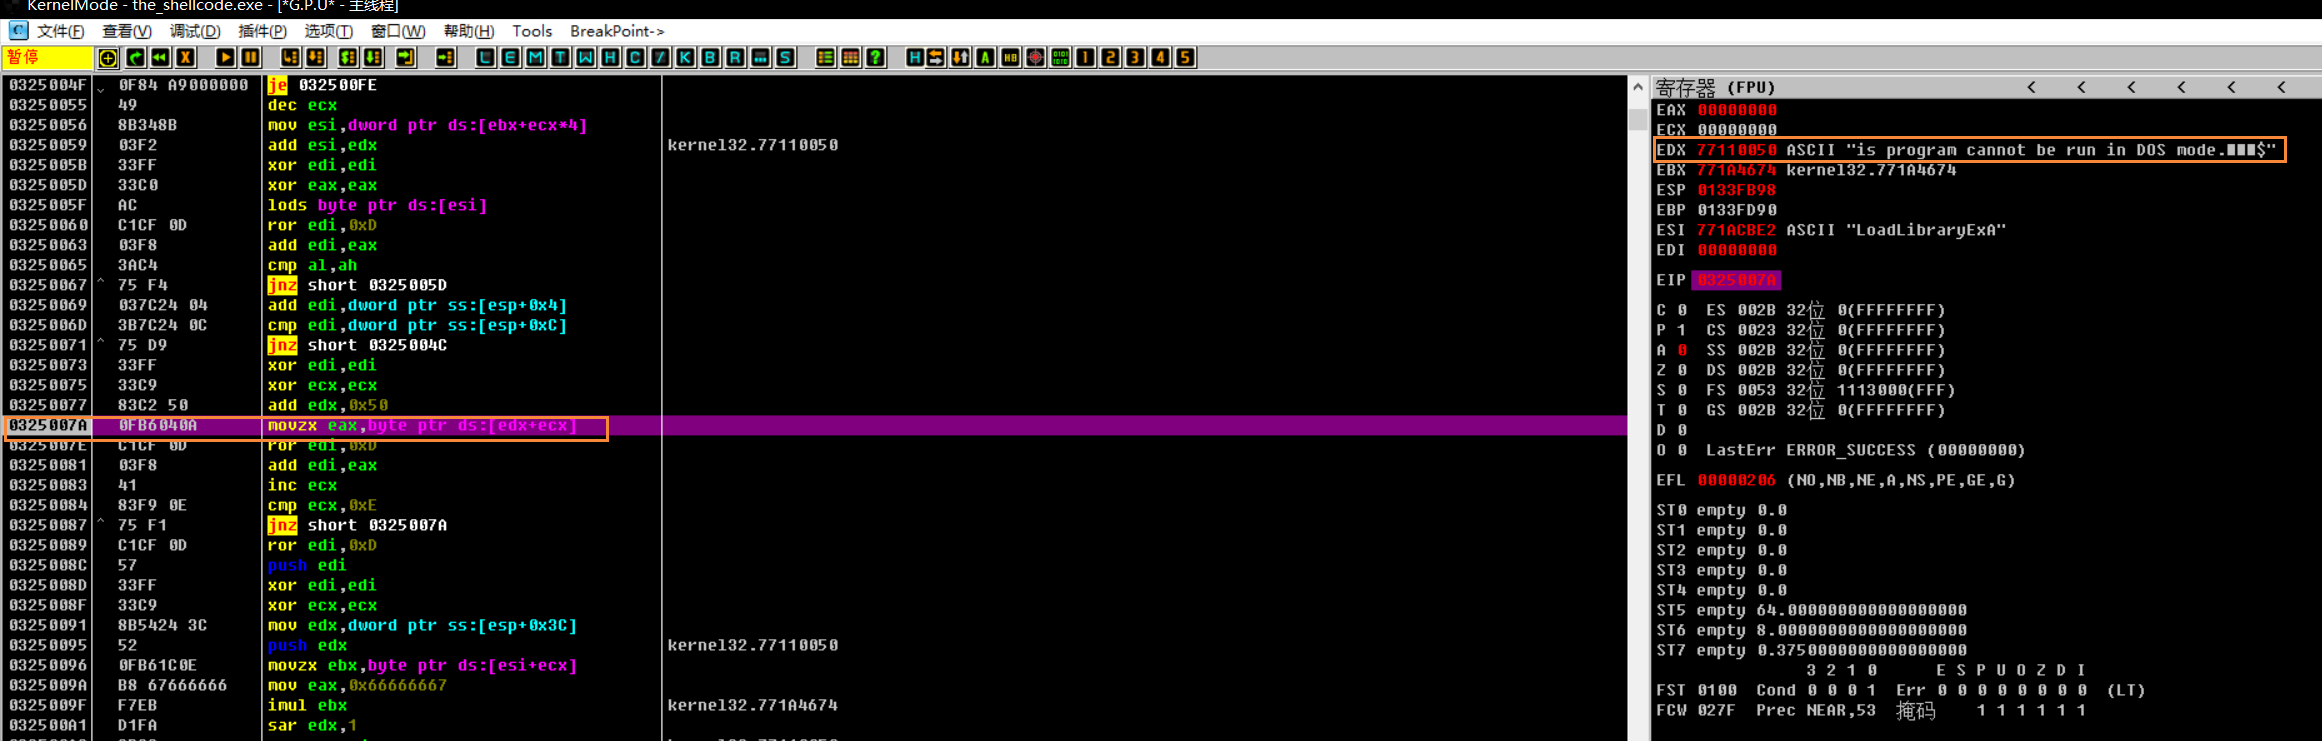 KernelMode - the_shellcode.exe - [*G.P.U* - 主线程]
文件(F) 查看(V) 调试(D) 插件(P) 选项(T) 窗口(W) 帮助(H) Tools BreakPoint->
暂停 L E M T W H C / K B R ... S H A HB 1 2 3 4 5
0325004F 0F84 A9000000 je 032500FE
03250055 49 dec ecx
03250056 8B348B mov esi,dword ptr ds:[ebx+ecx*4]
03250059 03F2 add esi,edx kernel32.77110050
0325005B 33FF xor edi,edi
0325005D 33C0 xor eax,eax
0325005F AC lods byte ptr ds:[esi]
03250060 C1CF 0D ror edi,0xD
03250063 03F8 add edi,eax
03250065 3AC4 cmp al,ah
03250067 ^ 75 F4 jnz short 0325005D
03250069 037C24 04 add edi,dword ptr ss:[esp+0x4]
0325006D 3B7C24 0C cmp edi,dword ptr ss:[esp+0xC]
03250071 ^ 75 D9 jnz short 0325004C
03250073 33FF xor edi,edi
03250075 33C9 xor ecx,ecx
03250077 83C2 50 add edx,0x50
0325007A 0FB6040A movzx eax,byte ptr ds:[edx+ecx]
0325007E C1CF 0D ror edi,0xD
03250081 03F8 add edi,eax
03250083 41 inc ecx
03250084 83F9 0E cmp ecx,0xE
03250087 ^ 75 F1 jnz short 0325007A
03250089 C1CF 0D ror edi,0xD
0325008C 57 push edi
0325008D 33FF xor edi,edi
0325008F 33C9 xor ecx,ecx
03250091 8B5424 3C mov edx,dword ptr ss:[esp+0x3C]
03250095 52 push edx kernel32.77110050
03250096 0FB61C0E movzx ebx,byte ptr ds:[esi+ecx]
0325009A B8 67666666 mov eax,0x66666667
0325009F F7EB imul ebx kernel32.771A4674
032500A1 D1FA sar edx,1
寄存器 (FPU) < < < < < <
EAX 00000000
ECX 00000000
EDX 77110050 ASCII "is program cannot be run in DOS mode.■■■$"
EBX 771A4674 kernel32.771A4674
ESP 0133FB98
EBP 0133FD90
ESI 771ACBE2 ASCII "LoadLibraryExA"
EDI 00000000
EIP 0325007A
C 0 ES 002B 32位 0(FFFFFFFF)
P 1 CS 0023 32位 0(FFFFFFFF)
A 0 SS 002B 32位 0(FFFFFFFF)
Z 0 DS 002B 32位 0(FFFFFFFF)
S 0 FS 0053 32位 1113000(FFF)
T 0 GS 002B 32位 0(FFFFFFFF)
D 0
O 0 LastErr ERROR_SUCCESS (00000000)
EFL 00000206 (NO,NB,NE,A,NS,PE,GE,G)
ST0 empty 0.0
ST1 empty 0.0
ST2 empty 0.0
ST3 empty 0.0
ST4 empty 0.0
ST5 empty 64.000000000000000000
ST6 empty 8.0000000000000000000
ST7 empty 0.3750000000000000000
3 2 1 0 E S P U O Z D I
FST 0100 Cond 0 0 0 1 Err 0 0 0 0 0 0 0 0 (LT)
FCW 027F Prec NEAR,53 掩码 1 1 1 1 1 1